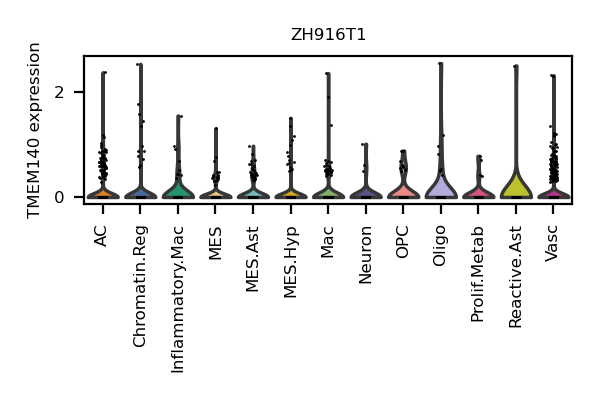 ZH916T1
TMEM140 expression
2
0
AC
Chromatin.Reg
Inflammatory.Mac
MES
MES.Ast
MES.Hyp
Mac
Neuron
OPC
Oligo
Prolif.Metab
Reactive.Ast
Vasc